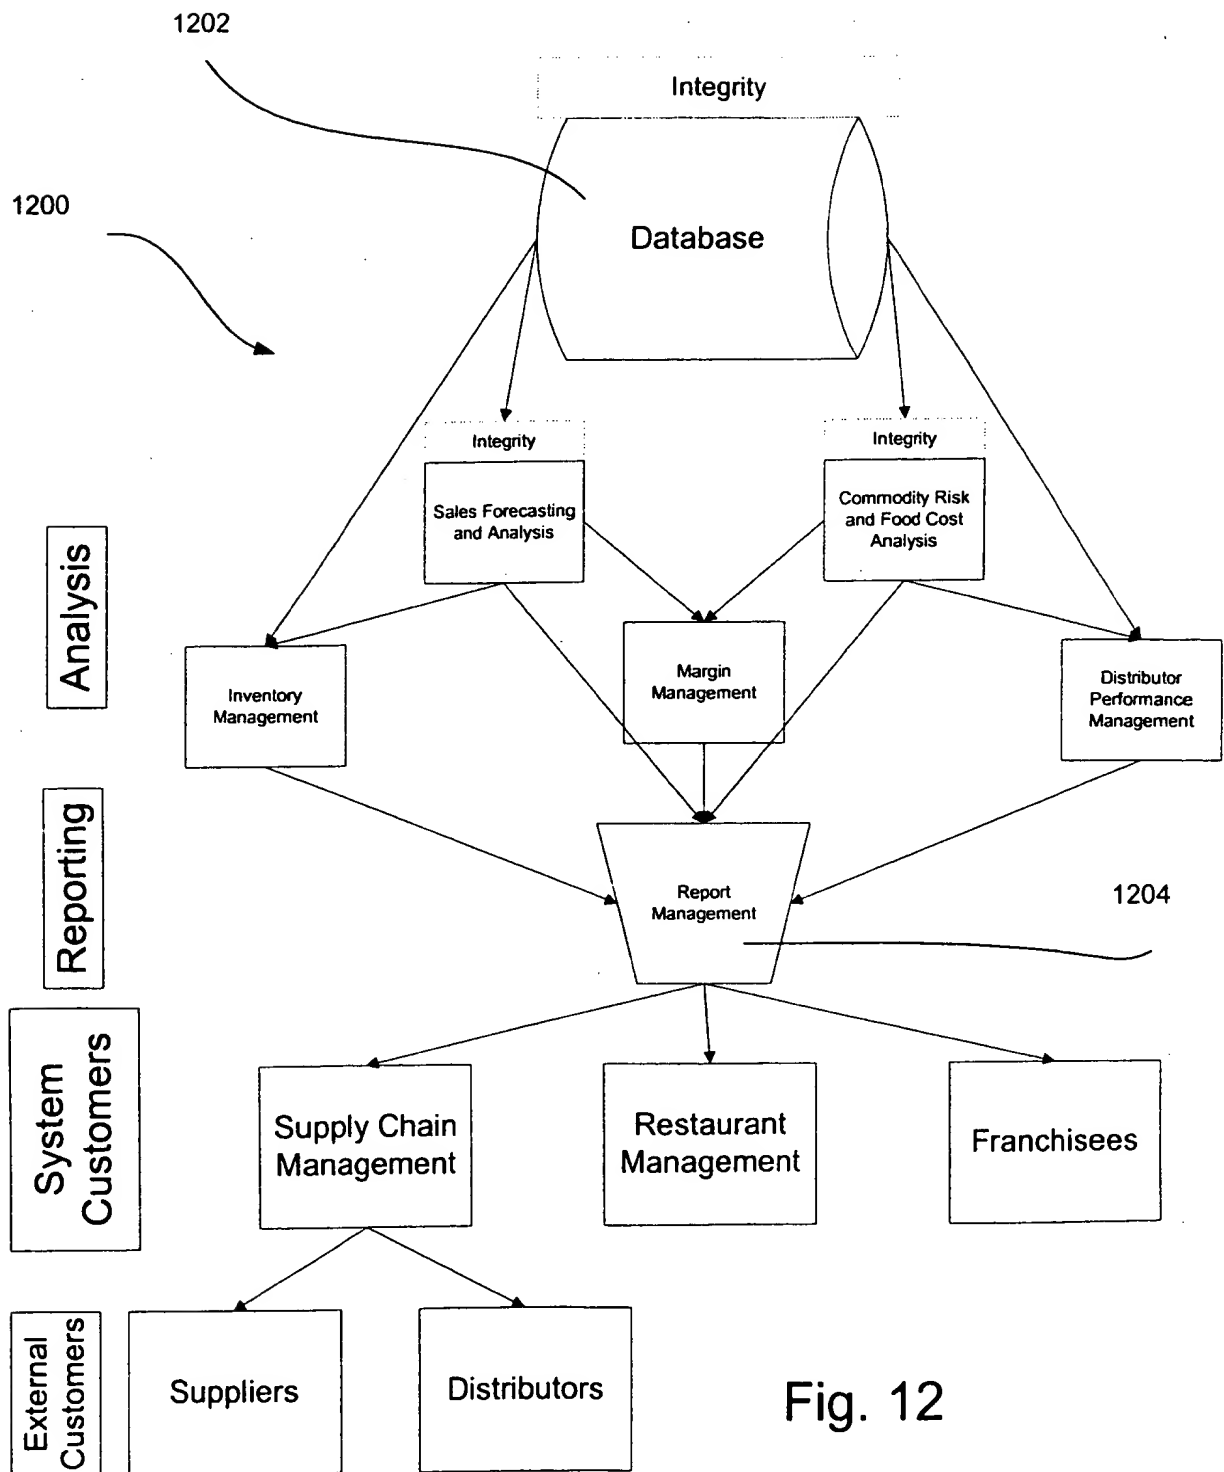 1202
Integrity
1200
Database
Integrity
Integrity
Sales Forecasting
and Analysis
Commodity Risk
and Food Cost
Analysis
Analysis
Inventory
Management
Margin
Management
Distributor
Performance
Management
Reporting
Report
Management
1204
System
Customers
Supply Chain
Management
Restaurant
Management
Franchisees
External
Customers
Suppliers
Distributors
Fig. 12